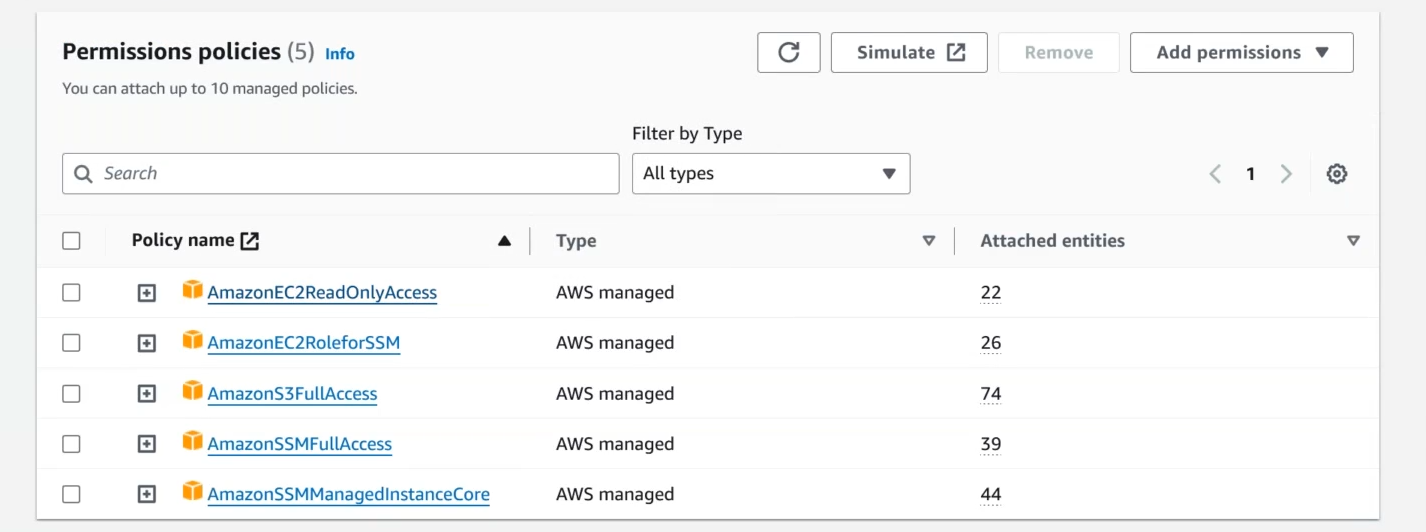 Permissions policies (5) Info
Simulate
Remove
Add permissions
You can attach up to 10 managed policies.
Filter by Type
Search
All types
1
Policy name
Type
Attached entities
AmazonEC2ReadOnlyAccess AWS managed 22
AmazonEC2RoleforSSM AWS managed 26
AmazonS3FullAccess AWS managed 74
AmazonSSMFullAccess AWS managed 39
AmazonSSMManagedInstanceCore AWS managed 44